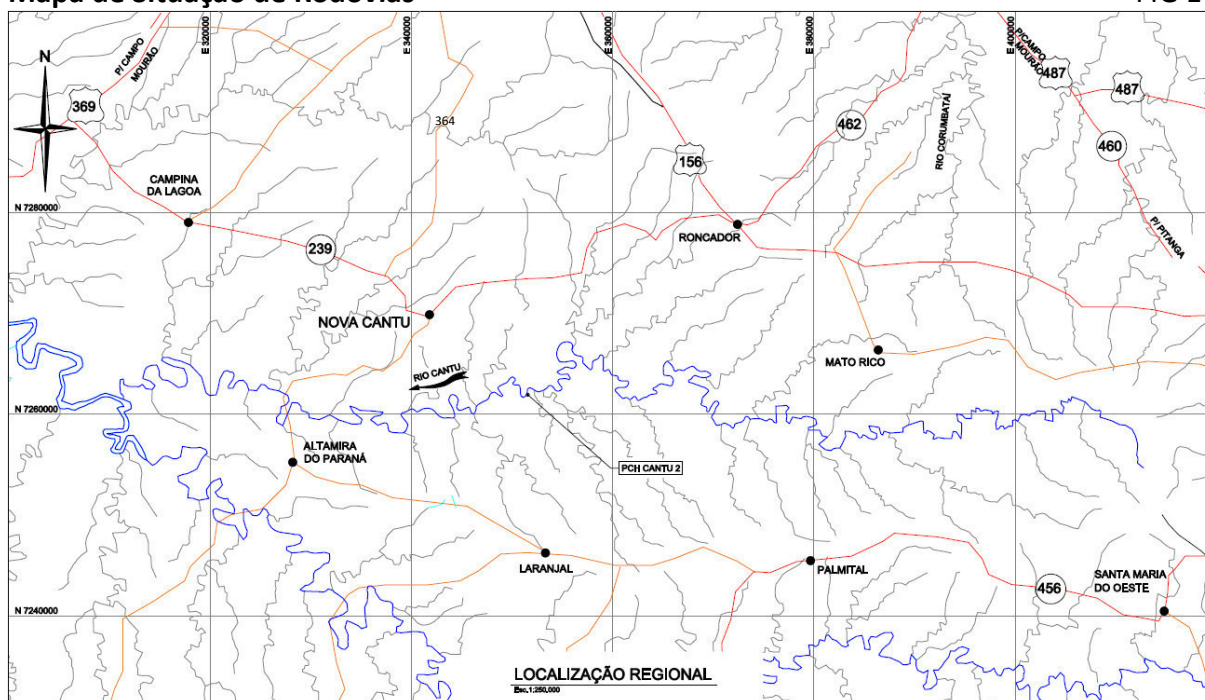 Mapa de Situação de Rodovias
E 320000
E 340000
E 360000
E 380000
E 400000
N
P/ CAMPO
MOURÃO
P/CAMPO
MOURÃO
487
487
369
364
462
460
RIO CORUMBATAÍ
156
CAMPINA
DA LAGOA
N 7280000
RONCADOR
P/ PITANGA
239
NOVA CANTU
MATO RICO
RIO CANTU
N 7260000
ALTAMIRA
DO PARANÁ
PCH CANTU 2
LARANJAL
PALMITAL
SANTA MARIA
DO OESTE
456
N 7240000
LOCALIZAÇÃO REGIONAL
Esc.1:250.000